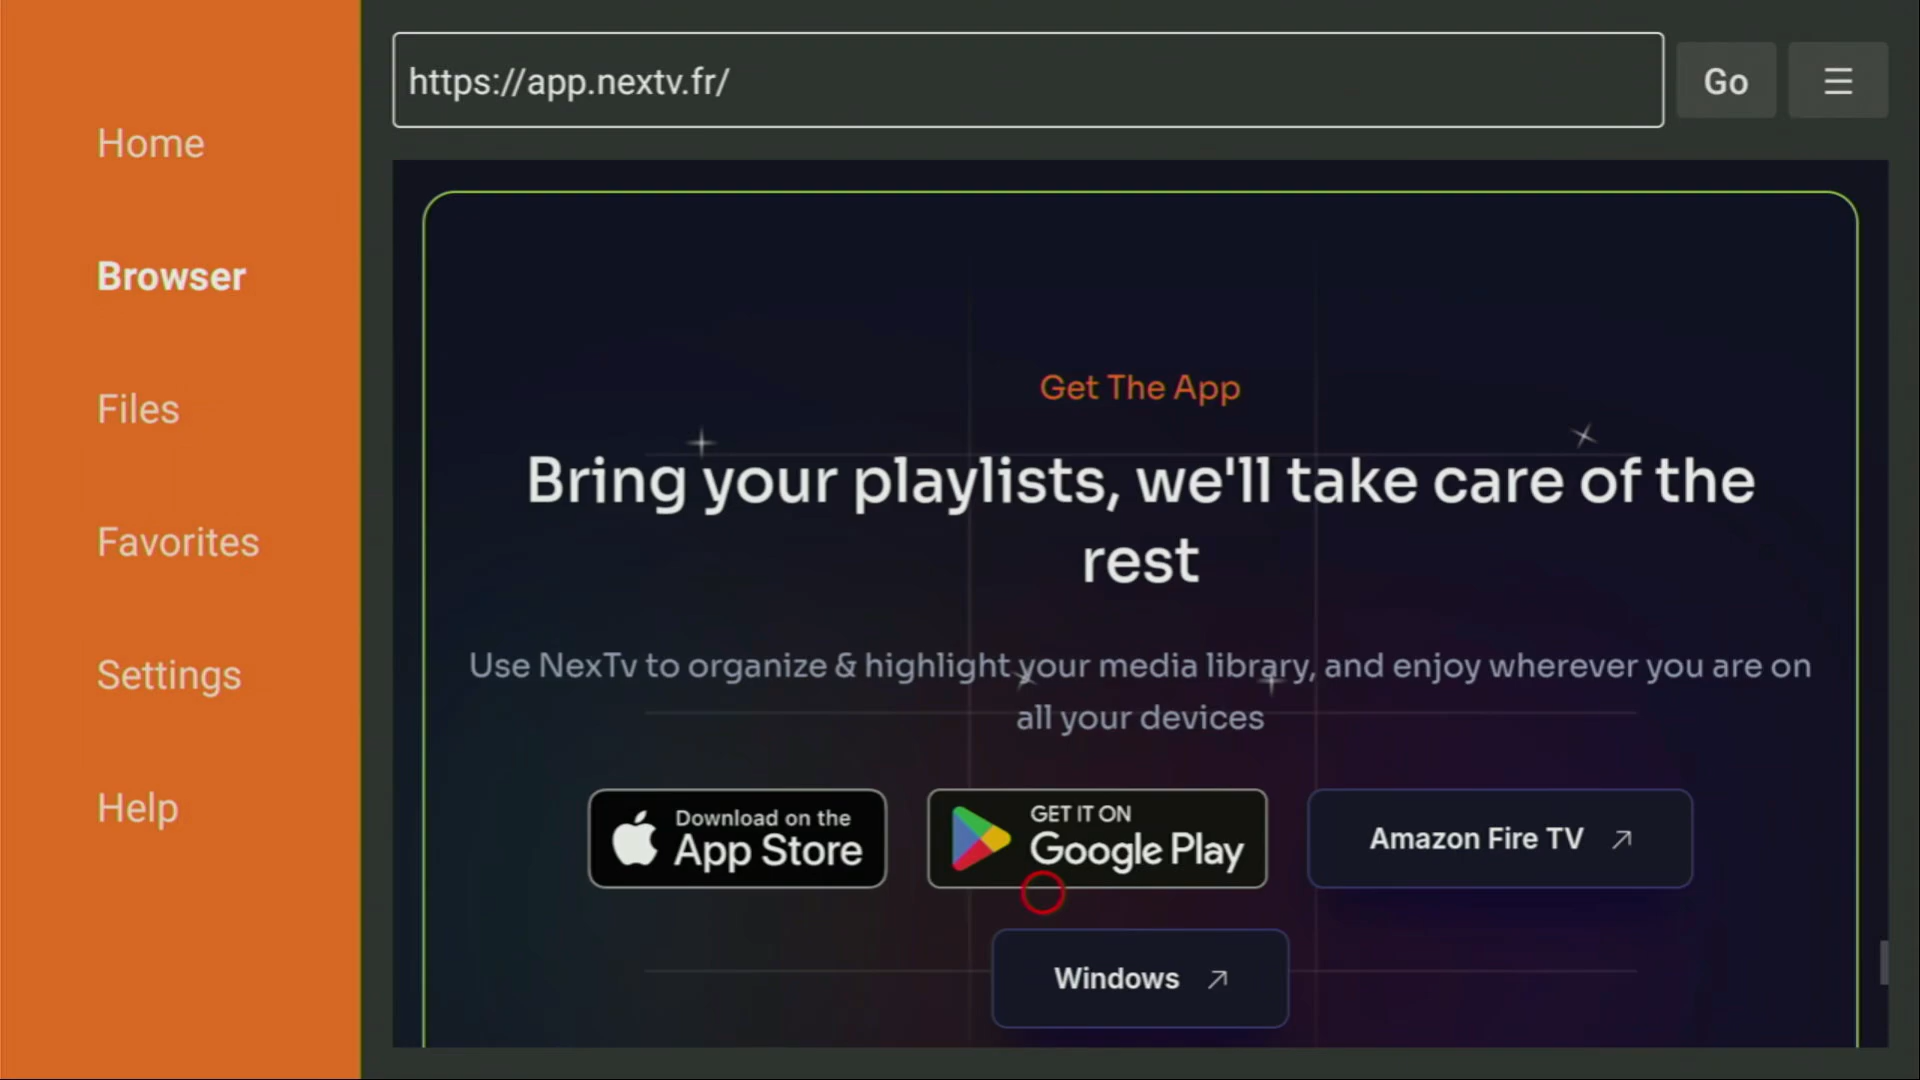 https://app.nextv.fr/
Go
Home
Browser
Files
Favorites
Settings
Help
Get The App
Bring your playlists, we'll take care of the
rest
Use NexTv to organize & highlight your media library, and enjoy wherever you are on
all your devices
Download on the
App Store
GET IT ON
Google Play
Amazon Fire TV
Windows